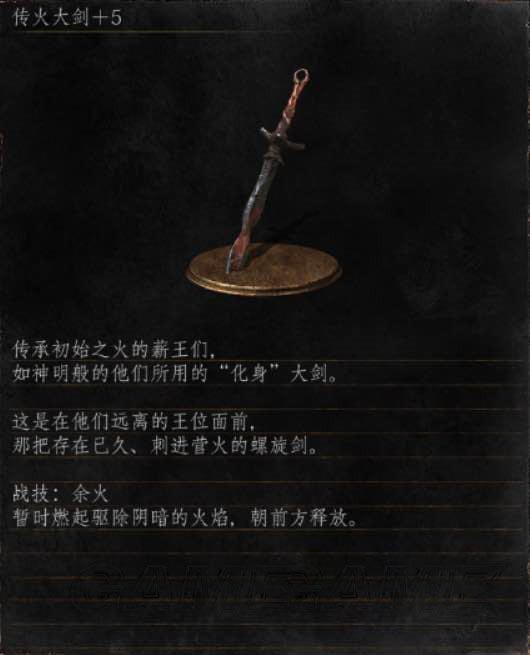 传火大剑＋5
传承初始之火的薪王们，
如神明般的他们所用的“化身”大剑。
这是在他们远离的王位面前，
那把存在已久、刺进营火的螺旋剑。
战技：余火
暂时燃起驱除阴暗的火焰，朝前方释放。